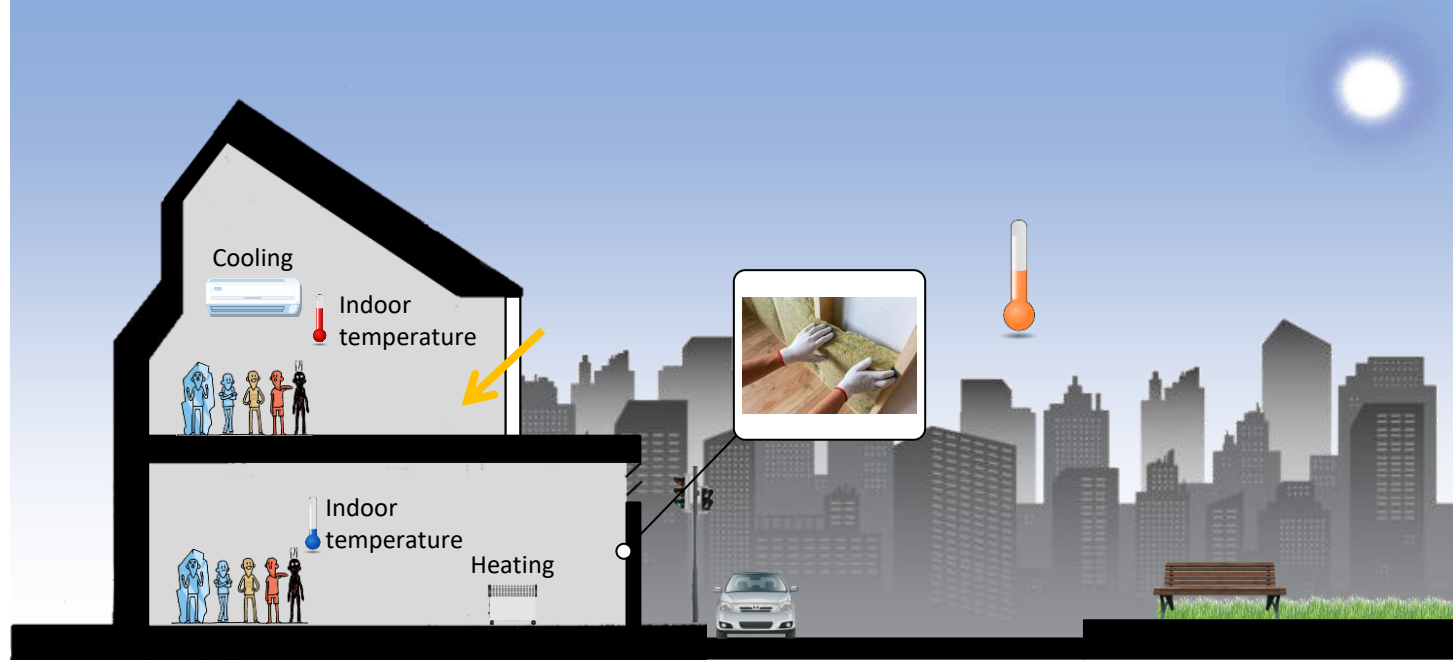 Cooling
Indoor
temperature
Indoor
temperature
Heating